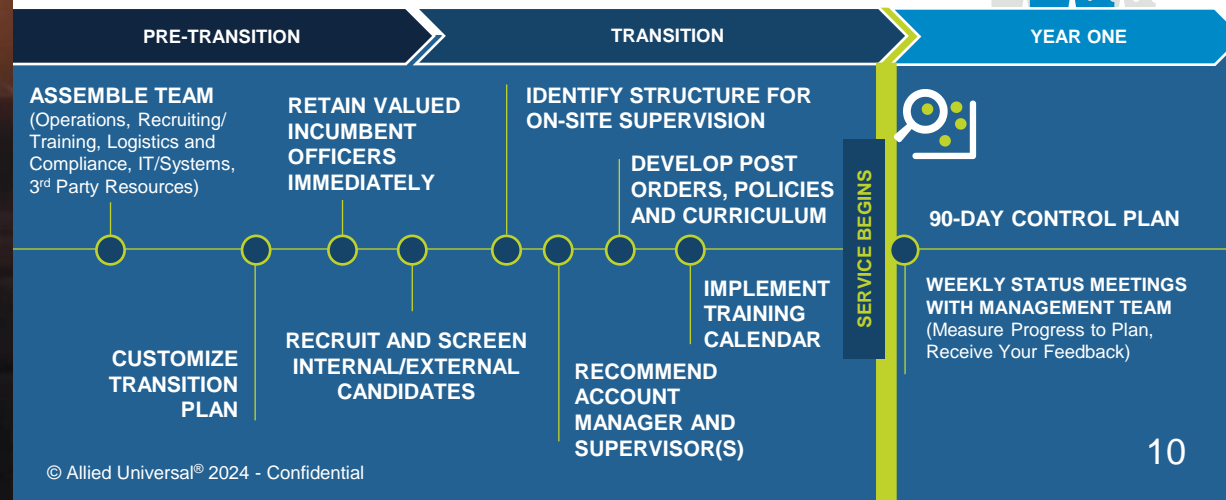 PRE-TRANSITION
TRANSITION
YEAR ONE
ASSEMBLE TEAM
(Operations, Recruiting/
Training, Logistics and
Compliance, IT/Systems,
3rd Party Resources)
RETAIN VALUED
INCUMBENT
OFFICERS
IMMEDIATELY
IDENTIFY STRUCTURE FOR
ON-SITE SUPERVISION
DEVELOP POST
ORDERS, POLICIES
AND CURRICULUM
SERVICE BEGINS
90-DAY CONTROL PLAN
CUSTOMIZE
TRANSITION
PLAN
RECRUIT AND SCREEN
INTERNAL/EXTERNAL
CANDIDATES
RECOMMEND
ACCOUNT
MANAGER AND
SUPERVISOR(S)
IMPLEMENT
TRAINING
CALENDAR
WEEKLY STATUS MEETINGS
WITH MANAGEMENT TEAM
(Measure Progress to Plan,
Receive Your Feedback)
© Allied Universal® 2024 - Confidential
10